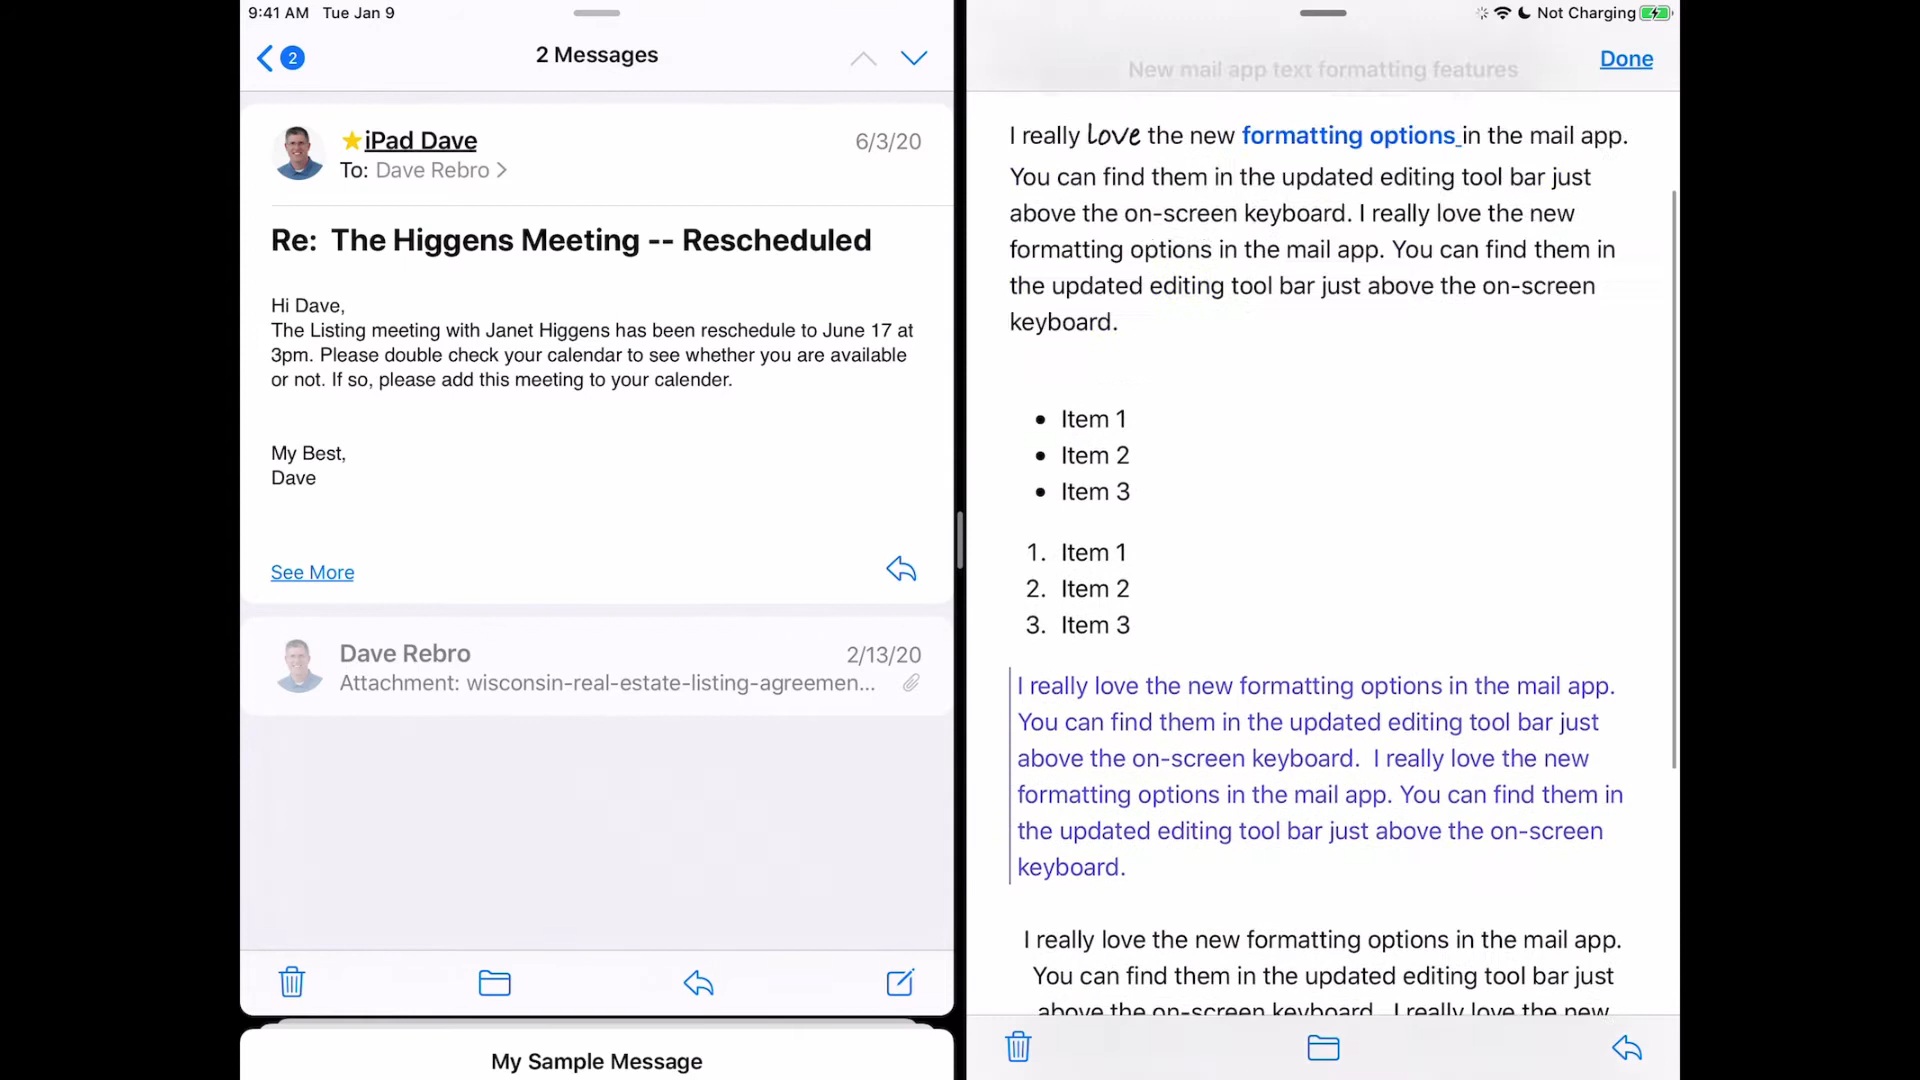 9:41 AM Tue Jan 9
2
2 Messages
iPad Dave
6/3/20
To: Dave Rebro
Re: The Higgens Meeting -- Rescheduled
Hi Dave,
The Listing meeting with Janet Higgens has been reschedule to June 17 at
3pm. Please double check your calendar to see whether you are available
or not. If so, please add this meeting to your calender.
My Best,
Dave
See More
Dave Rebro
2/13/20
Attachment: wisconsin-real-estate-listing-agreemen...
My Sample Message
Not Charging
New mail app text formatting features
Done
I really love the new formatting options in the mail app.
You can find them in the updated editing tool bar just
above the on-screen keyboard. I really love the new
formatting options in the mail app. You can find them in
the updated editing tool bar just above the on-screen
keyboard.
• Item 1
• Item 2
• Item 3
1. Item 1
2. Item 2
3. Item 3
I really love the new formatting options in the mail app.
You can find them in the updated editing tool bar just
above the on-screen keyboard. I really love the new
formatting options in the mail app. You can find them in
the updated editing tool bar just above the on-screen
keyboard.
I really love the new formatting options in the mail app.
You can find them in the updated editing tool bar just
above the on-screen keyboard. I really love the new